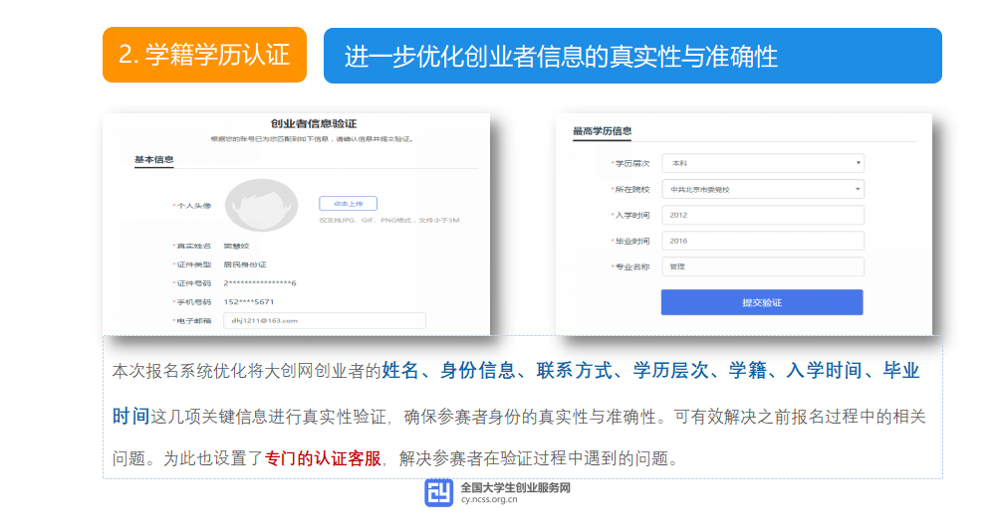 2. 学籍学历认证
进一步优化创业者信息的真实性与准确性
创业者信息验证
根据您的账号已为您匹配到如下信息，请确认信息并提交验证。
基本信息
*个人头像
点击上传
仅支持JPG、GIF、PNG格式，文件小于3M
*真实姓名 窦慧姣
*证件类型 居民身份证
*证件号码 2****************6
*手机号码 152****5671
*电子邮箱 dhj1211@163.com
最高学历信息
*学历层次 本科
*所在院校 中共北京市委党校
*入学时间 2012
*毕业时间 2016
*专业名称 管理
提交验证
本次报名系统优化将大创网创业者的姓名、身份信息、联系方式、学历层次、学籍、入学时间、毕业
时间这几项关键信息进行真实性验证，确保参赛者身份的真实性与准确性。可有效解决之前报名过程中的相关
问题。为此也设置了专门的认证客服，解决参赛者在验证过程中遇到的问题。
全国大学生创业服务网
cy.ncss.org.cn